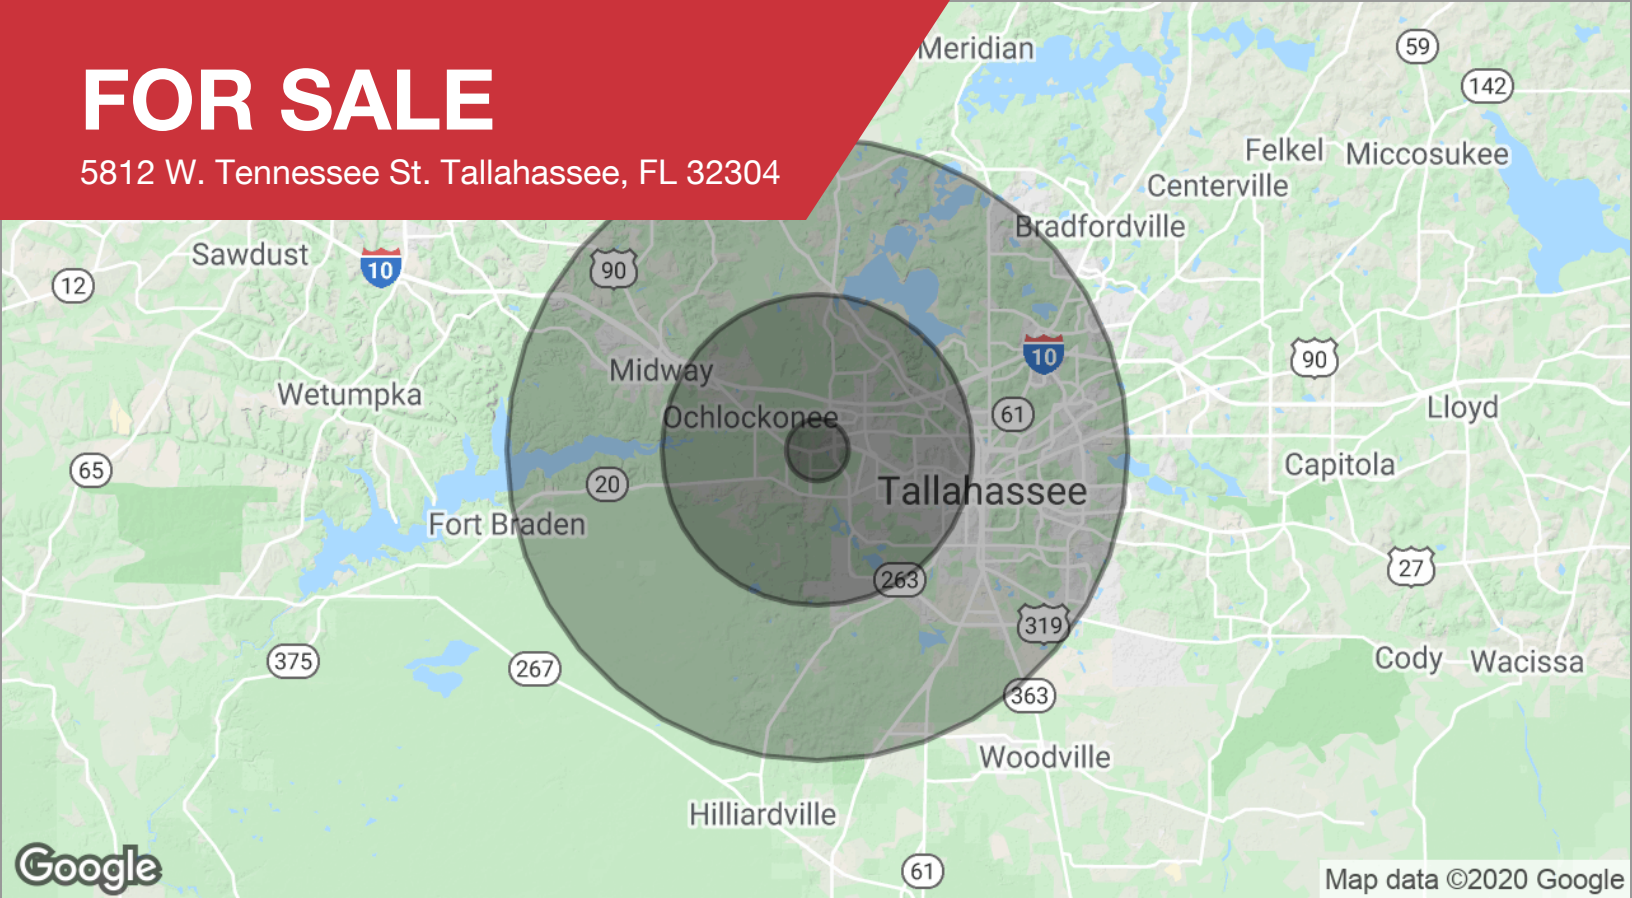 FOR SALE
5812 W. Tennessee St. Tallahassee, FL 32304
Meridian
59
142
Felkel
Miccosukee
Centerville
Bradfordville
Sawdust
10
90
12
10
90
Midway
Wetumpka
Ochlockonee
61
Lloyd
65
20
Tallahassee
Capitola
Fort Braden
263
27
319
375
267
Cody
Wacissa
363
Woodville
Hilliardville
Google
61
Map data ©2020 Google